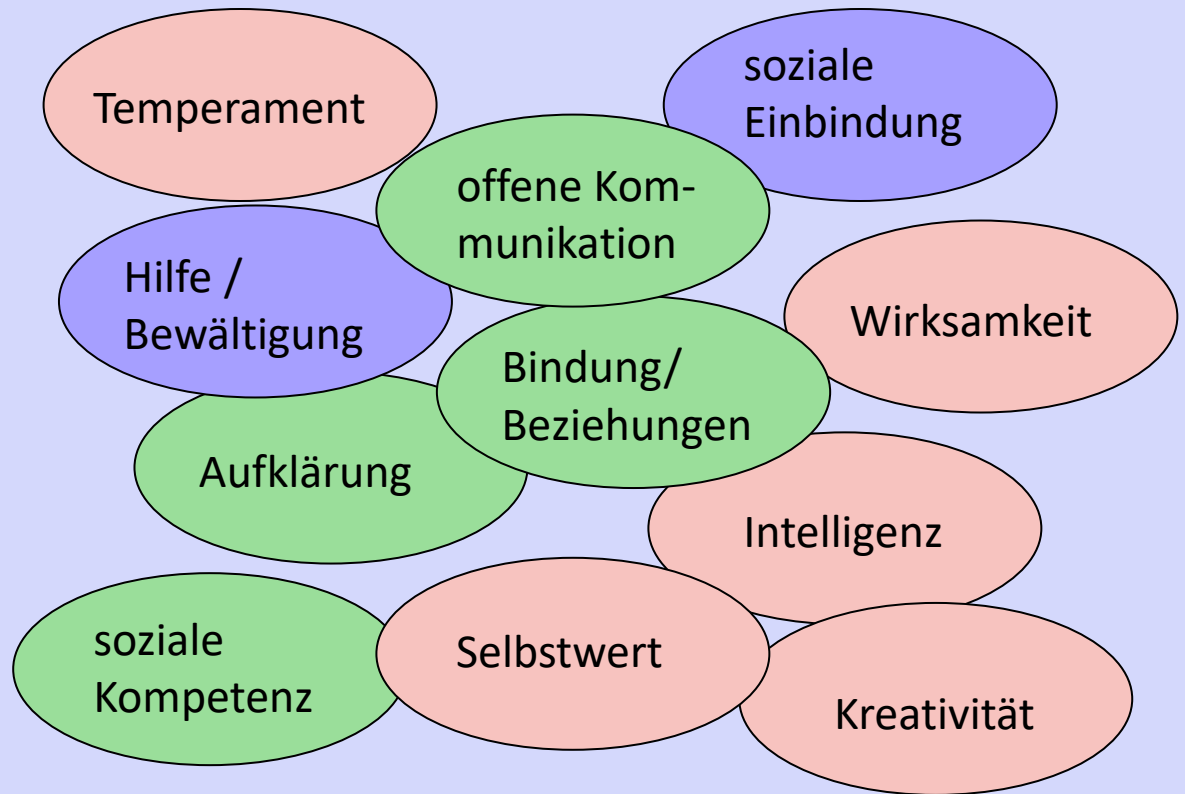 Temperament
soziale
Einbindung
offene Kom-
munikation
Hilfe /
Bewältigung
Wirksamkeit
Bindung/
Beziehungen
Aufklärung
Intelligenz
soziale
Kompetenz
Selbstwert
Kreativität